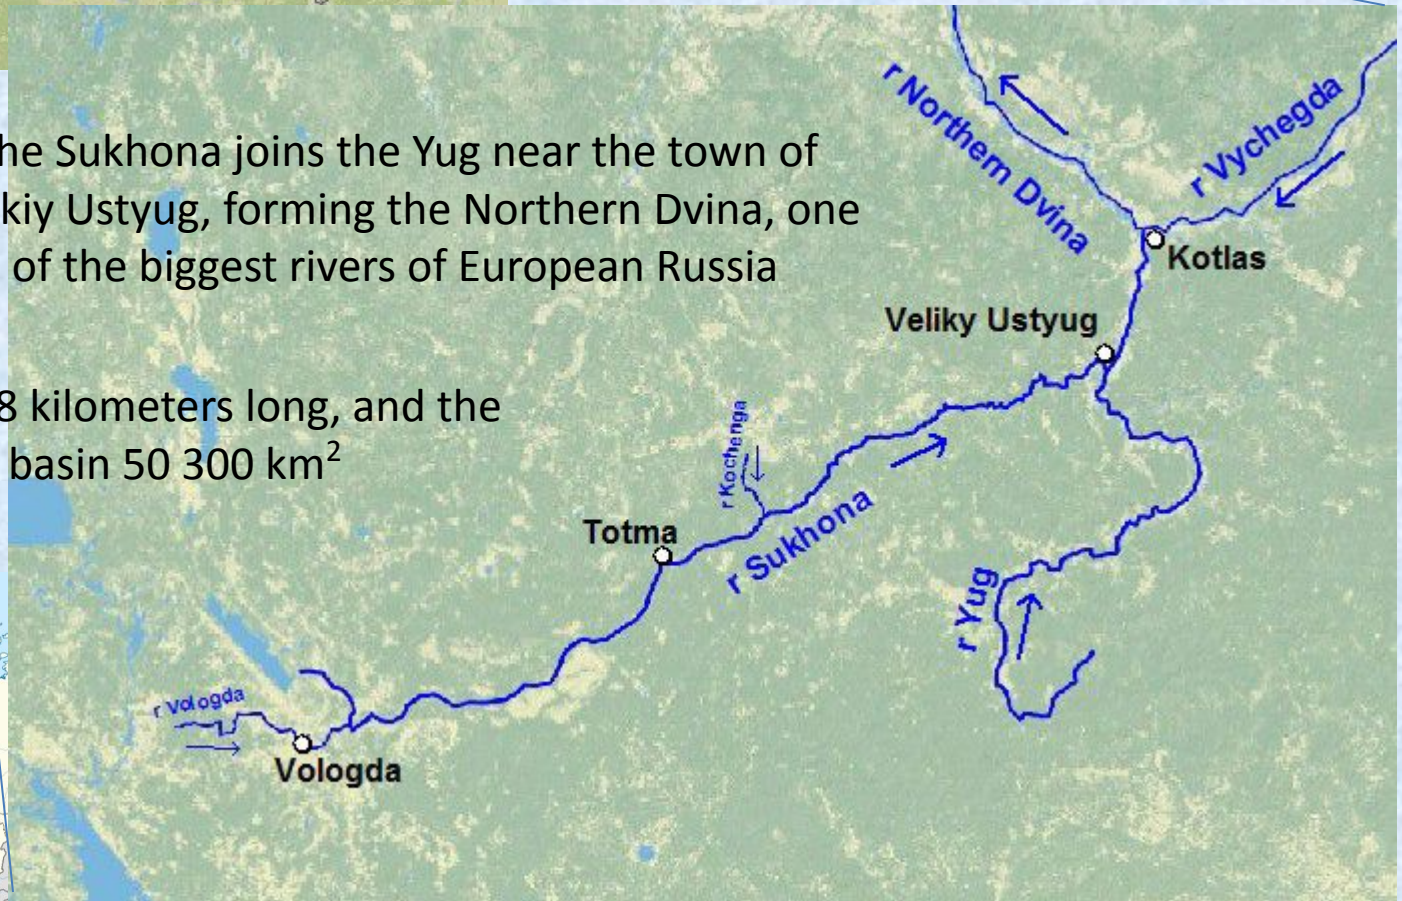 he Sukhona joins the Yug near the town of
kiy Ustyug, forming the Northern Dvina, one
of the biggest rivers of European Russia
8 kilometers long, and the
basin 50 300 km²
r Northern Dvina
r Vychegda
Kotlas
Veliky Ustyug
r Kochenga
Totma
r Sukhona
r Yug
r Vologda
Vologda